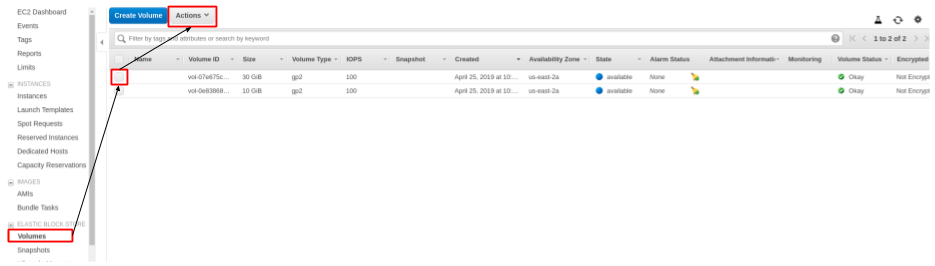 EC2 Dashboard
Events
Tags
Reports
Limits
INSTANCES
Instances
Launch Templates
Spot Requests
Reserved Instances
Dedicated Hosts
Capacity Reservations
IMAGES
AMIs
Bundle Tasks
ELASTIC BLOCK STORE
Volumes
Snapshots
Create Volume Actions
Filter by tags and attributes or search by keyword 1 to 2 of 2
Name Volume ID Size Volume Type IOPS Snapshot Created Availability Zone State Alarm Status Attachment Informati Monitoring Volume Status Encrypted
vol-07e675c... 30 GiB gp2 100 April 25, 2019 at 10:... us-east-2a available None Okay Not Encrypt
vol-0e83868... 10 GiB gp2 100 April 25, 2019 at 10:... us-east-2a available None Okay Not Encrypt